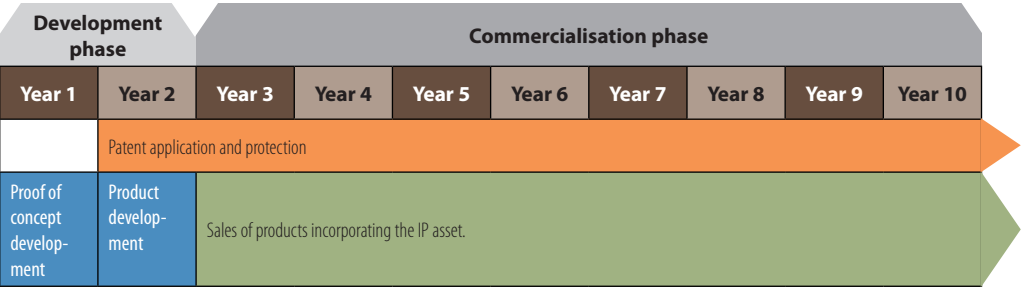 Development
phase
Commercialisation phase
Year 1
Year 2
Year 3
Year 4
Year 5
Year 6
Year 7
Year 8
Year 9
Year 10
Patent application and protection
Proof of
concept
develop-
ment
Product
develop-
ment
Sales of products incorporating the IP asset.